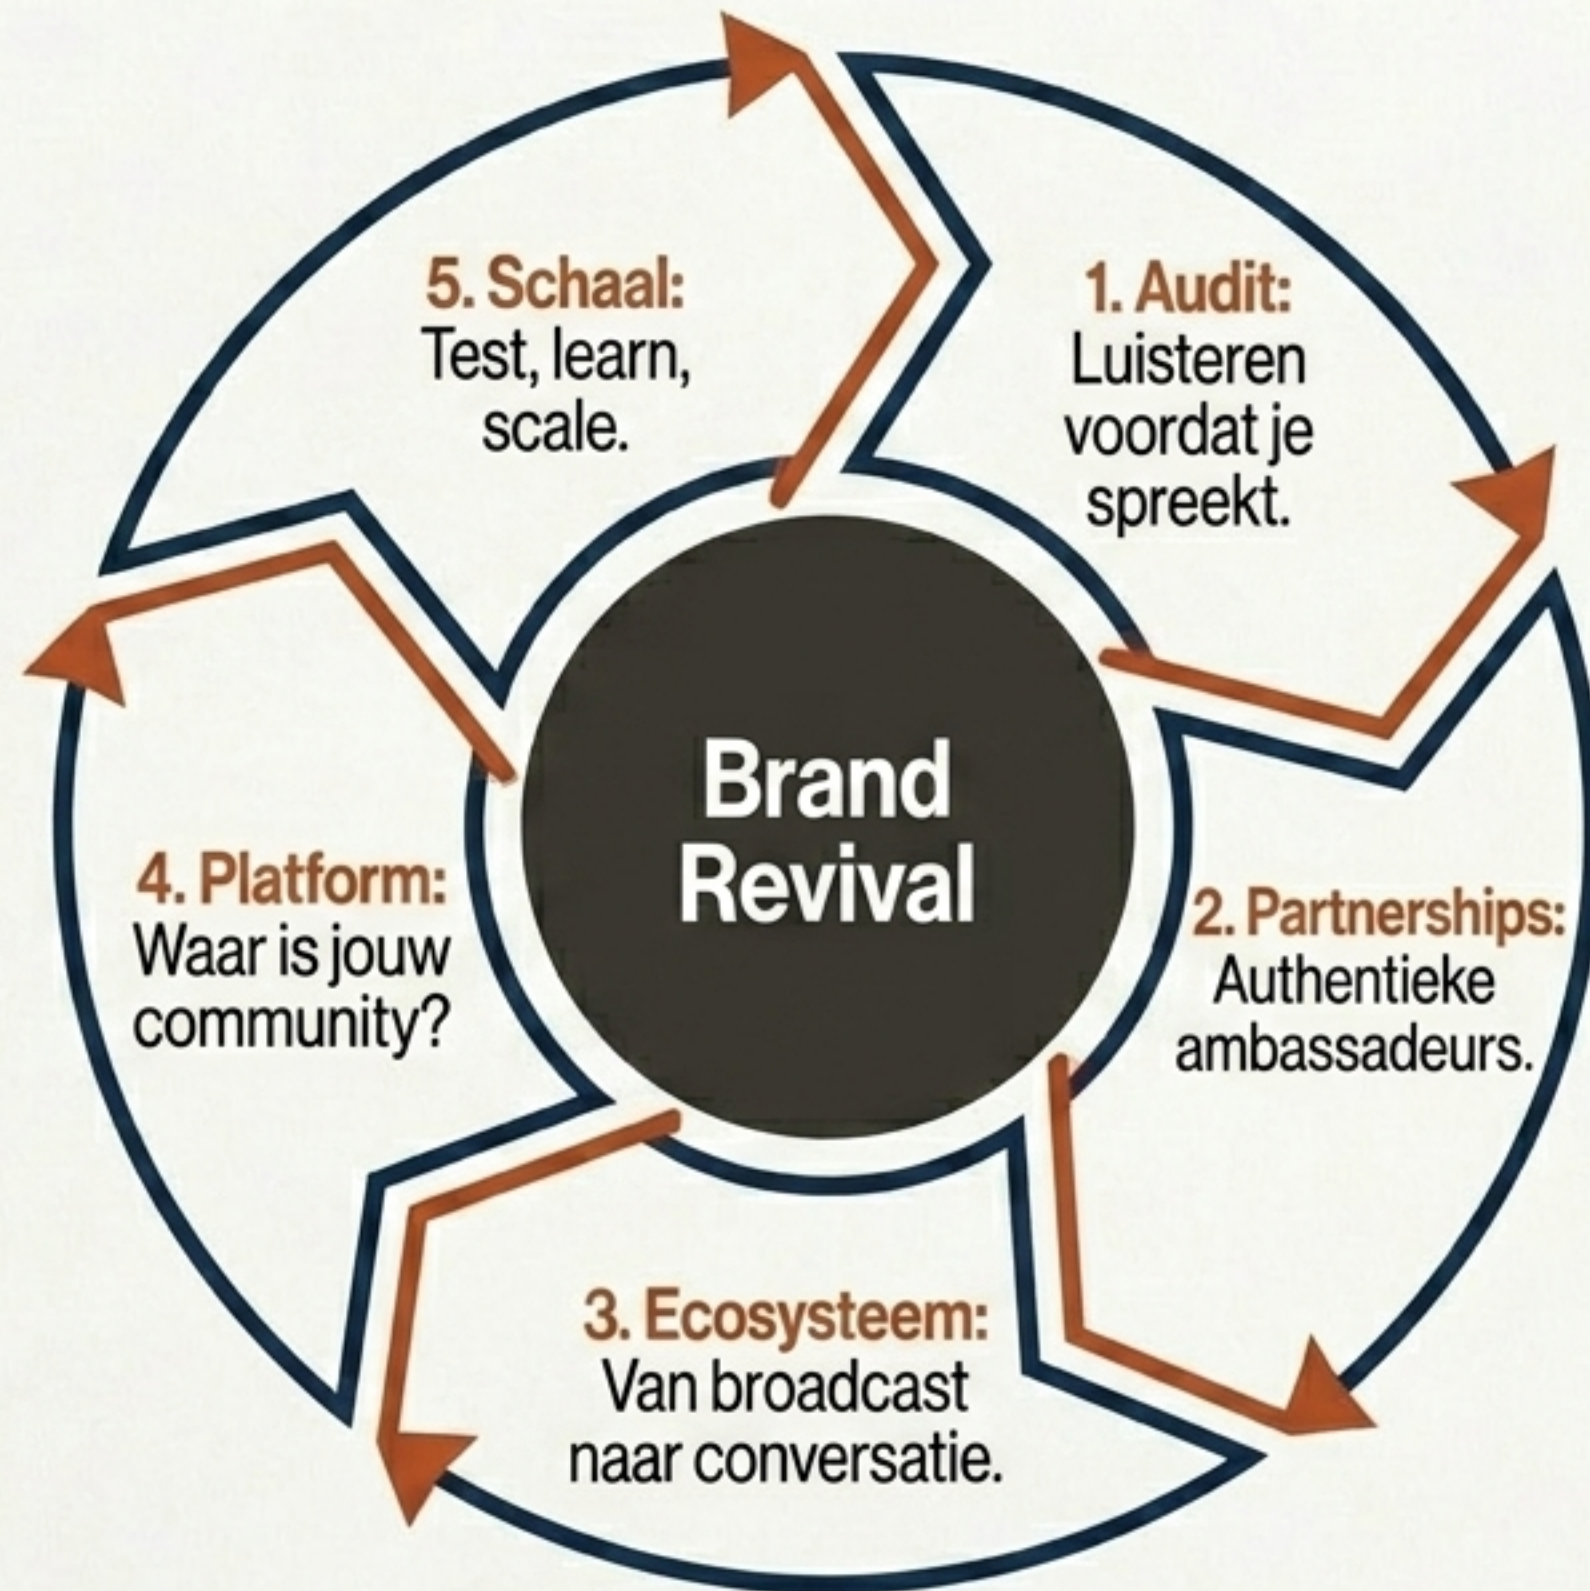 Brand
Revival
1. Audit:
Luisteren
voordat je
spreekt.
2. Partnerships:
Authentieke
ambassadeurs.
3. Ecosysteem:
Van broadcast
naar conversatie.
4. Platform:
Waar is jouw
community?
5. Schaal:
Test, learn,
scale.